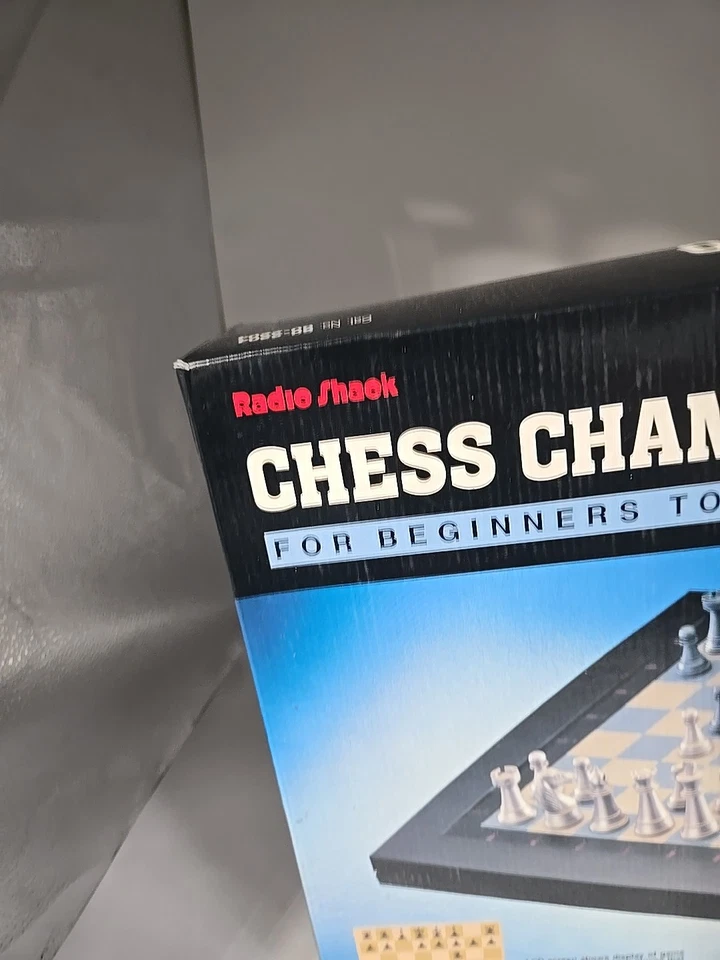 Radio Shack
CHESS CHAM
FOR BEGINNERS TO